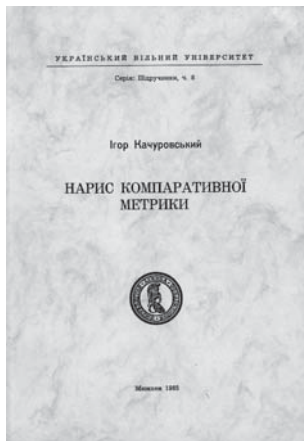 УКРАЇНСЬКИЙ ВІЛЬНИЙ УНІВЕРСИТЕТ
Серія: Підручники, ч. 8
Ігор Качуровський
НАРИС КОМПАРАТИВНОЇ
МЕТРИКИ
Мюнхен 1985